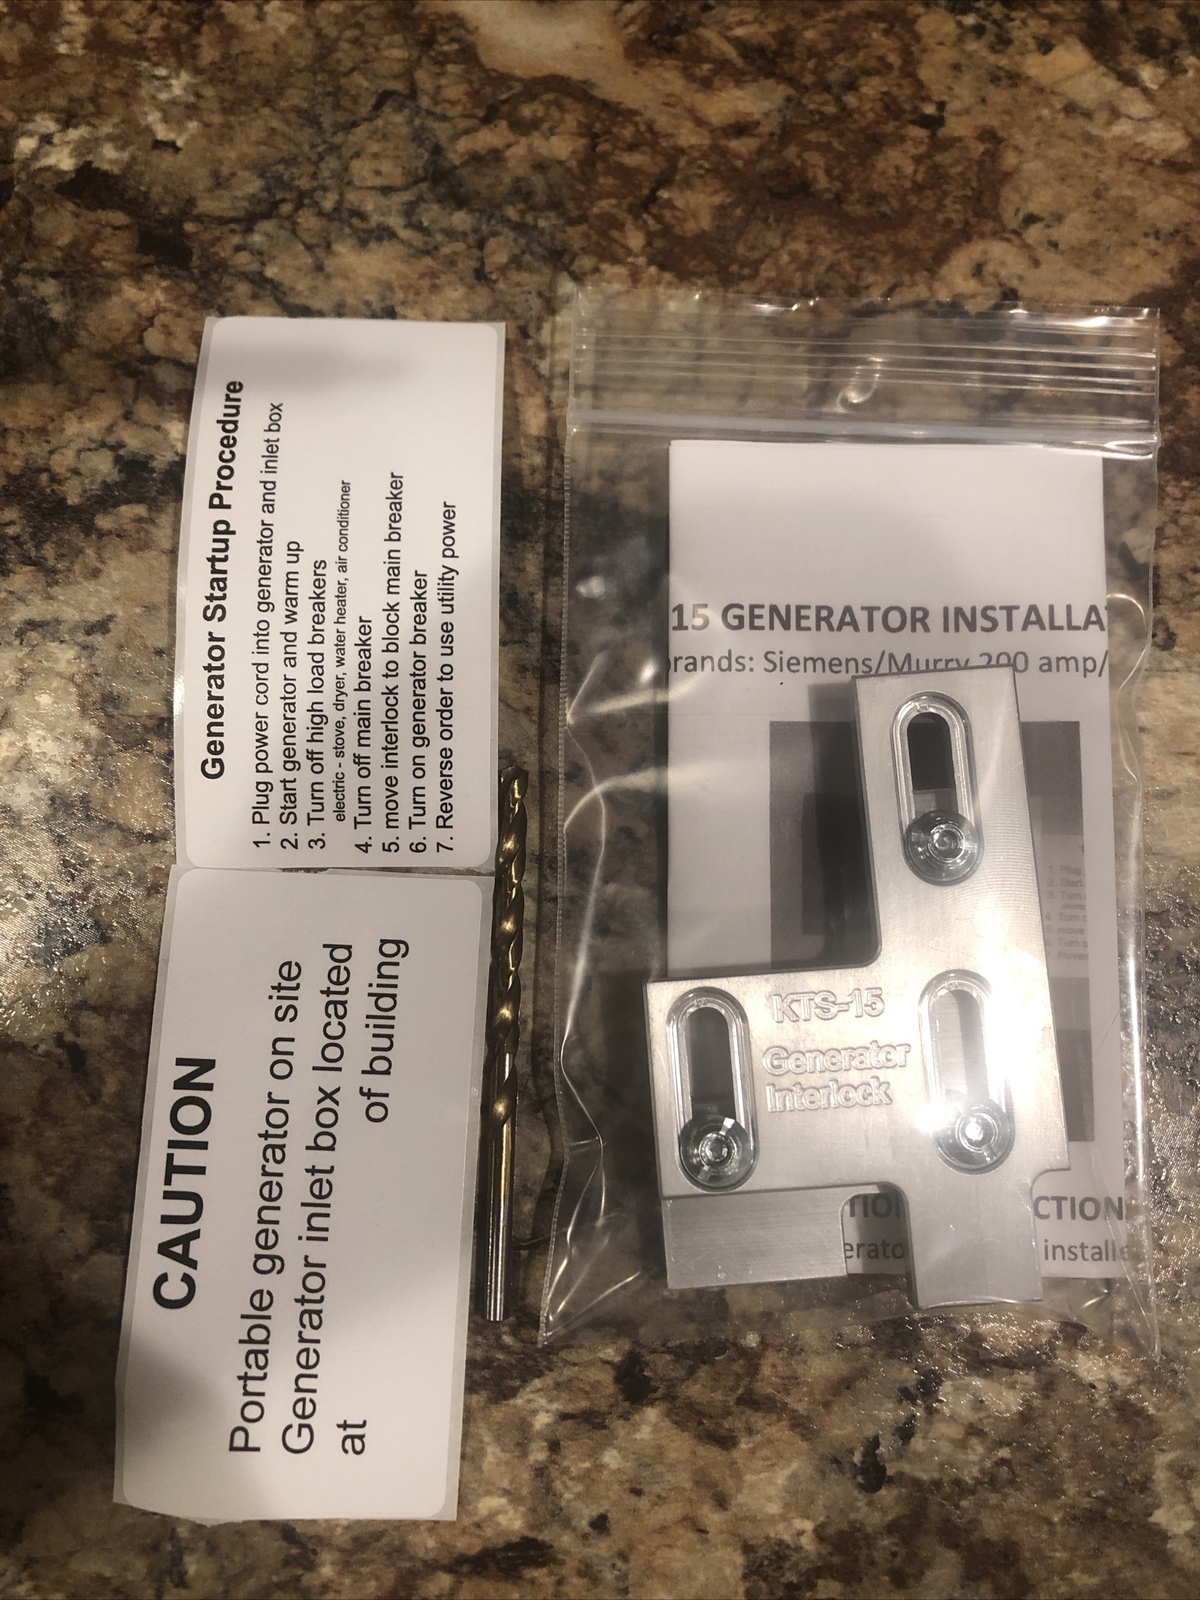 Generator Startup Procedure
1. Plug power cord into generator and inlet box
2. Start generator and warm up
3. Turn off high load breakers
electric - stove, dryer, water heater, air conditioner
4. Turn off main breaker
5. move interlock to block main breaker
6. Turn on generator breaker
7. Reverse order to use utility power
CAUTION
Portable generator on site
Generator inlet box located
at
of building
15 GENERATOR INSTALLA
rands: Siemens/Murry 200 amp/
KTS-15
Generator
Interlock
CTION
erato
installe